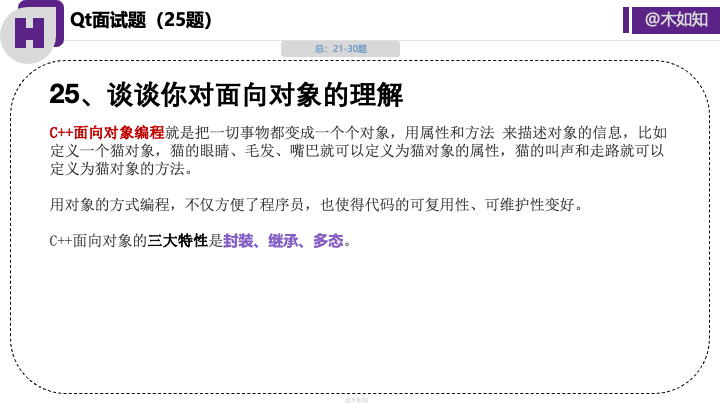 H
Qt面试题（25题）
@木如知
总：21-30题
25、谈谈你对面向对象的理解
C++面向对象编程就是把一切事物都变成一个个对象，用属性和方法 来描述对象的信息，比如
定义一个猫对象，猫的眼睛、毛发、嘴巴就可以定义为猫对象的属性，猫的叫声和走路就可以
定义为猫对象的方法。
用对象的方式编程，不仅方便了程序员，也使得代码的可复用性、可维护性变好。
C++面向对象的三大特性是封装、继承、多态。
@木如知